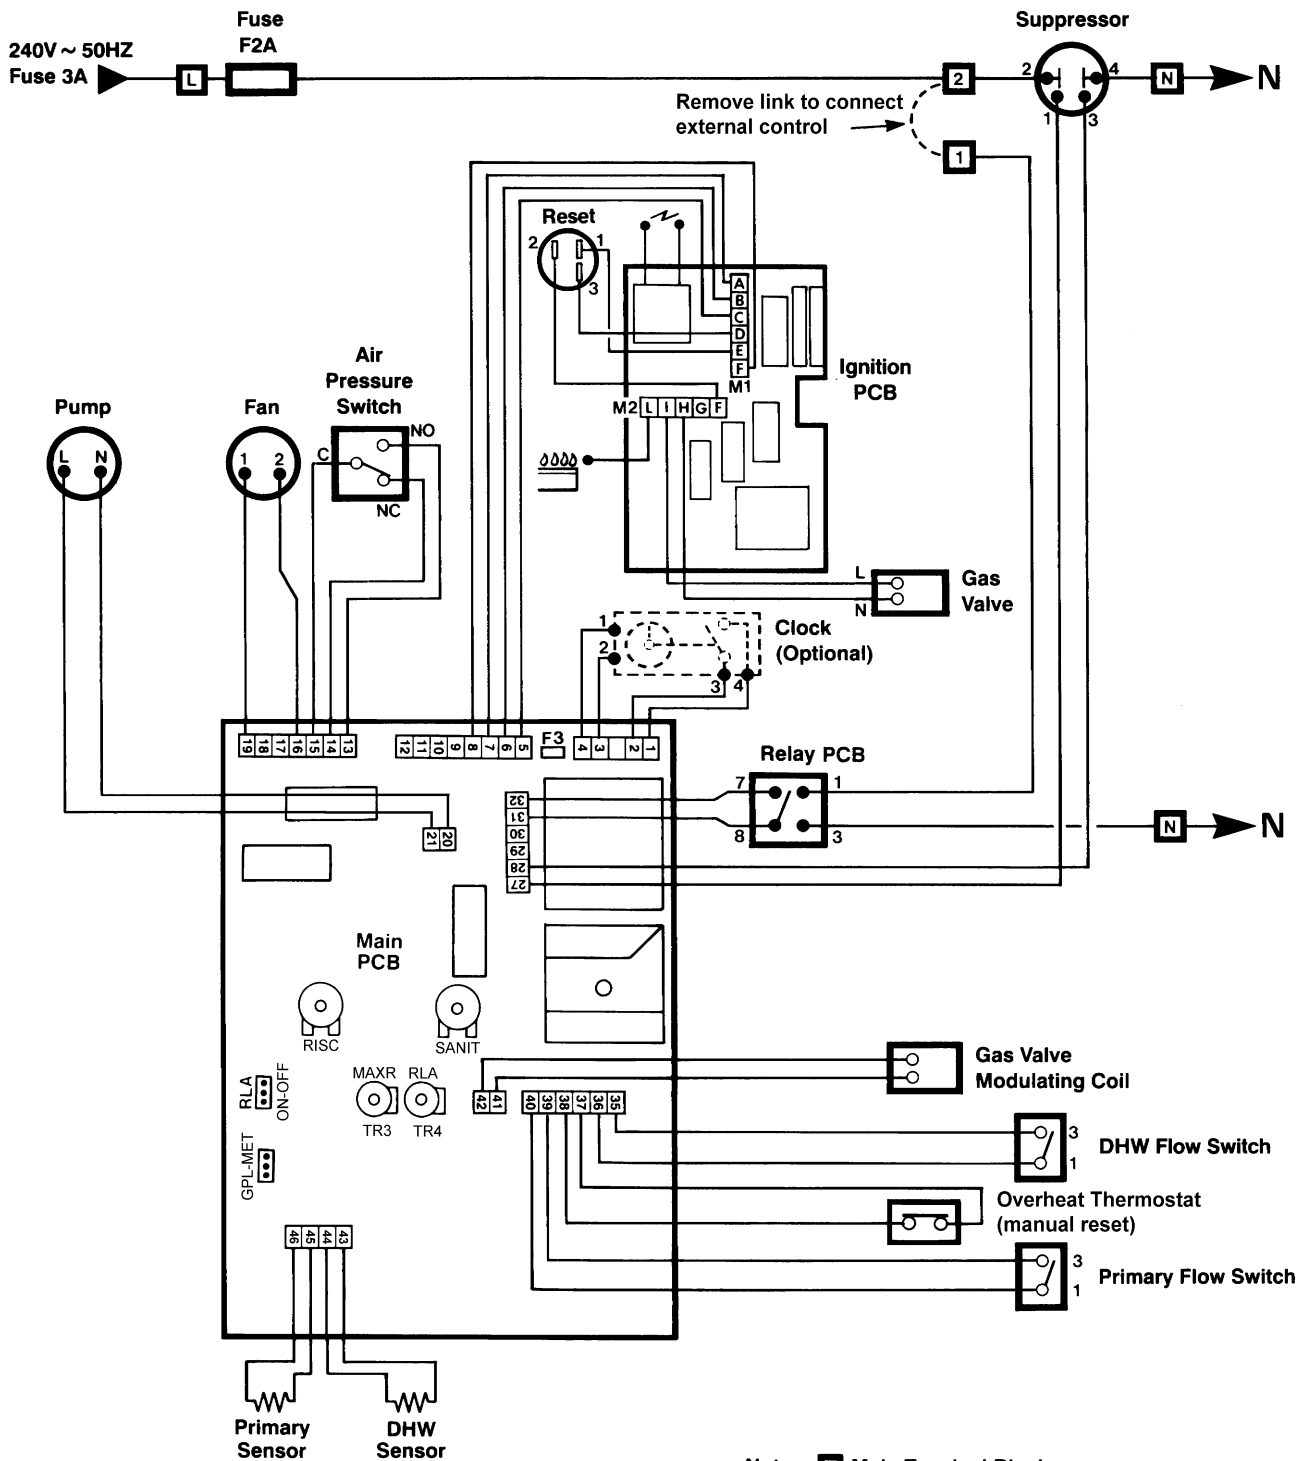 Fuse
F2A
240V ~ 50HZ
Fuse 3A
L
Suppressor
2
2
4
N
N
1
3
Remove link to connect
external control
1
Reset
2
1
3
A
B
C
D
E
F
M1
M2
L
I
H
G
F
Ignition
PCB
Air
Pressure
Switch
Pump
L
N
Fan
1
2
C
NO
NC
L
N
Gas
Valve
1
2
3
4
Clock
(Optional)
19
18
17
16
15
14
13
12
11
10
9
8
7
6
5
F3
4
3
2
1
Relay PCB
7
1
8
3
N
N
32
31
30
29
28
27
21
20
Main
PCB
RISC
SANIT
MAXR
RLA
TR3
TR4
RLA
ON-OFF
GPL-MET
42
41
40
39
38
37
36
35
Gas Valve
Modulating Coil
3
1
DHW Flow Switch
Overheat Thermostat
(manual reset)
3
1
Primary Flow Switch
46
45
44
43
Primary
Sensor
DHW
Sensor